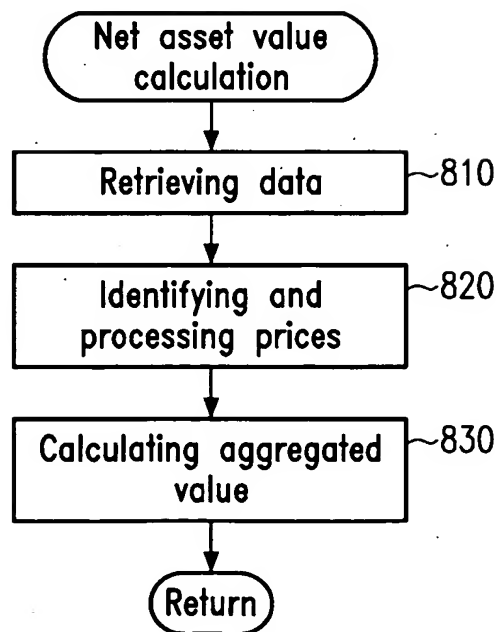 Net asset value
calculation
Retrieving data
810
Identifying and
processing prices
820
Calculating aggregated
value
830
Return